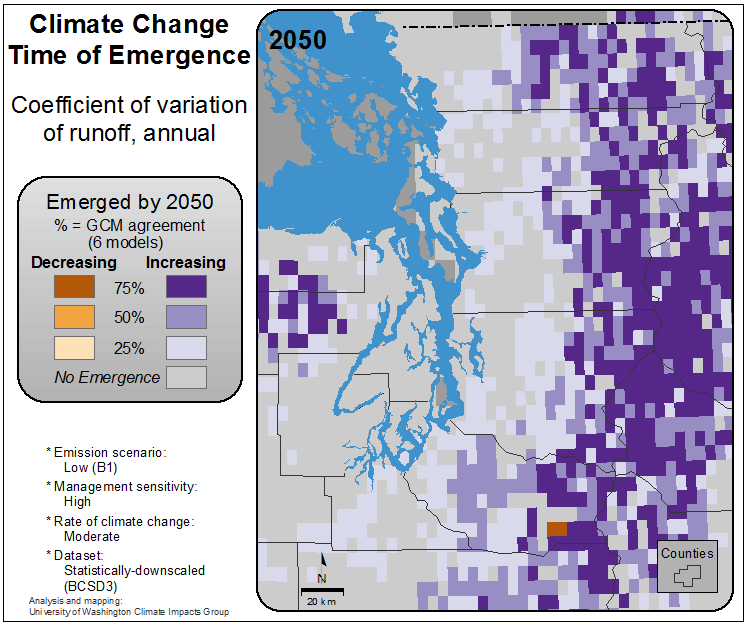 Climate Change
Time of Emergence
Coefficient of variation
of runoff, annual
Emerged by 2050
% = GCM agreement
(6 models)
Decreasing Increasing
75%
50%
25%
No Emergence
* Emission scenario:
Low (B1)
* Management sensitivity:
High
* Rate of climate change:
Moderate
* Dataset:
Statistically-downscaled
(BCSD3)
Analysis and mapping:
University of Washington Climate Impacts Group
2050
N
20 km
Counties